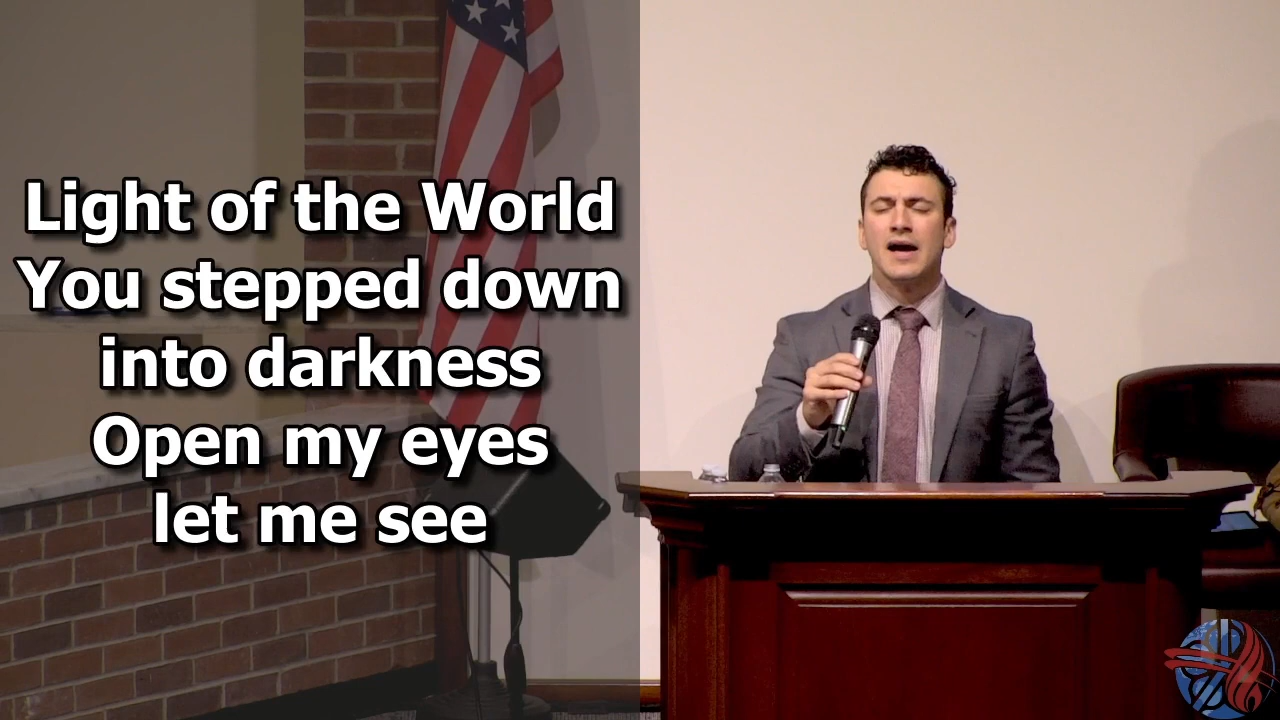 Light of the World
You stepped down
into darkness
Open my eyes
let me see